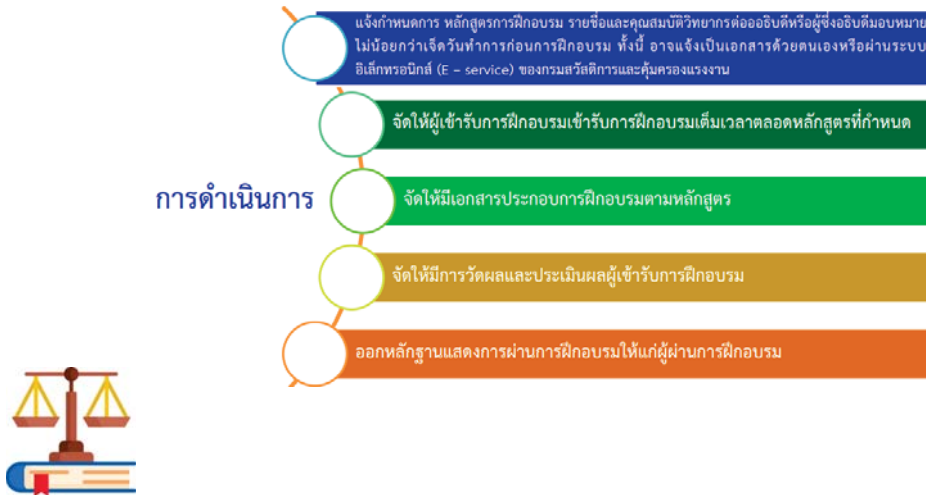 แจ้งกำหนดการ หลักสูตรการฝึกอบรม รายชื่อและคุณสมบัติวิทยากรต่ออธิบดีหรือผู้ซึ่งอธิบดีมอบหมาย
ไม่น้อยกว่าเจ็ดวันทำการก่อนการฝึกอบรม ทั้งนี้ อาจแจ้งเป็นเอกสารด้วยตนเองหรือผ่านระบบ
อิเล็กทรอนิกส์ (E – service) ของกรมสวัสดิการและคุ้มครองแรงงาน
จัดให้ผู้เข้ารับการฝึกอบรมเข้ารับการฝึกอบรมเต็มเวลาตลอดหลักสูตรที่กำหนด
การดำเนินการ
จัดให้มีเอกสารประกอบการฝึกอบรมตามหลักสูตร
จัดให้มีการวัดผลและประเมินผลผู้เข้ารับการฝึกอบรม
ออกหลักฐานแสดงการผ่านการฝึกอบรมให้แก่ผู้ผ่านการฝึกอบรม